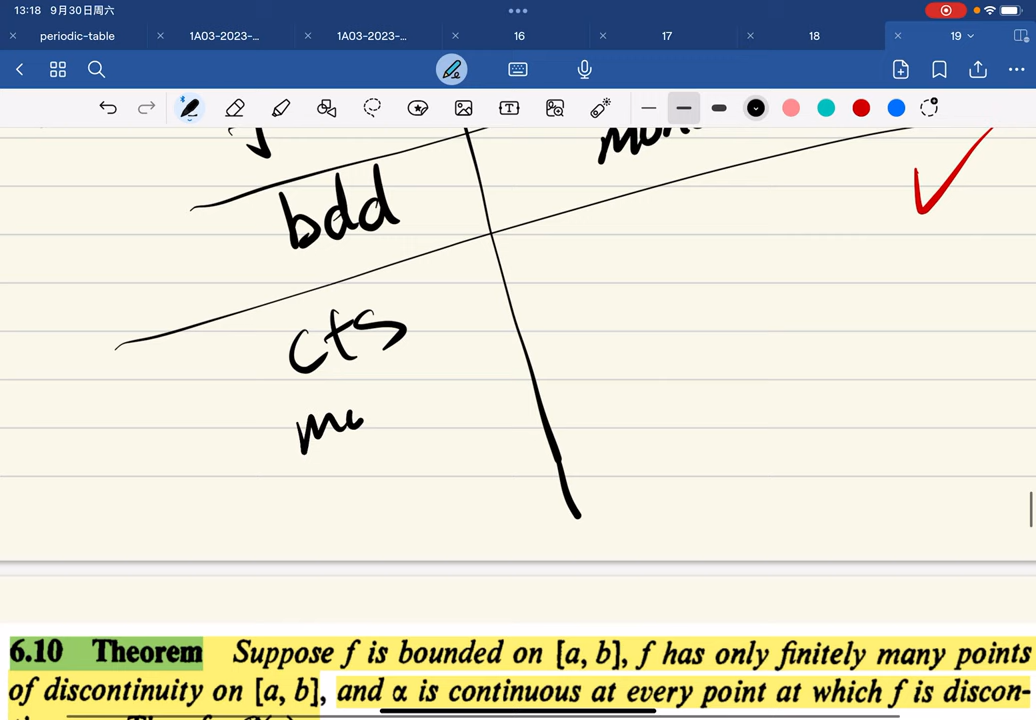 13:18 9月30日周六
periodic-table 1A03-2023-... 1A03-2023-... 16 17 18 19
bdd
cts
mo
6.10 Theorem Suppose f is bounded on [a, b], f has only finitely many points
of discontinuity on [a, b], and α is continuous at every point at which f is discon-